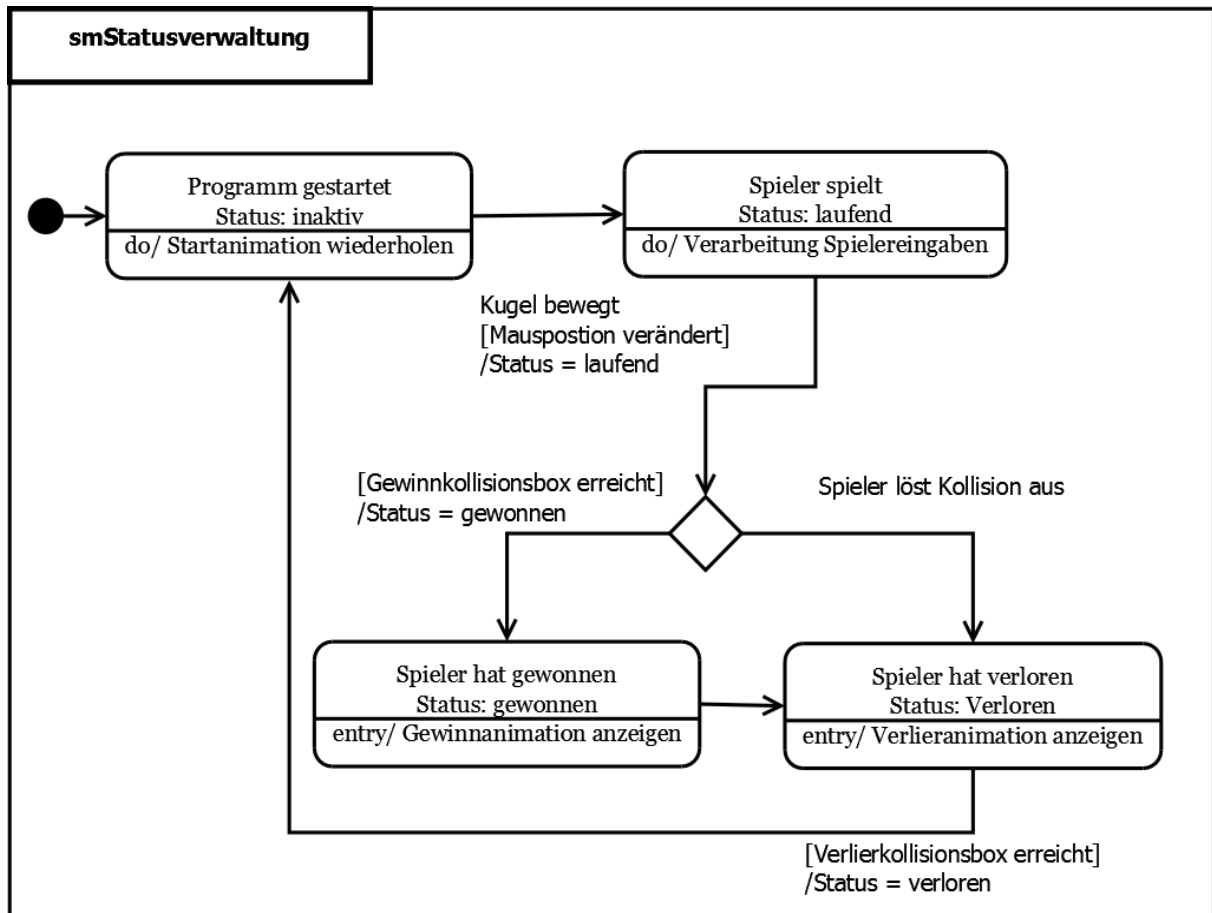 smStatusverwaltung
Programm gestartet
Status: inaktiv
do/ Startanimation wiederholen
Spieler spielt
Status: laufend
do/ Verarbeitung Spielereingaben
Kugel bewegt
[Mauspostion verändert]
/Status = laufend
[Gewinnkollisionsbox erreicht]
/Status = gewonnen
Spieler löst Kollision aus
Spieler hat gewonnen
Status: gewonnen
entry/ Gewinnanimation anzeigen
Spieler hat verloren
Status: Verloren
entry/ Verlieranimation anzeigen
[Verlierkollisionsbox erreicht]
/Status = verloren